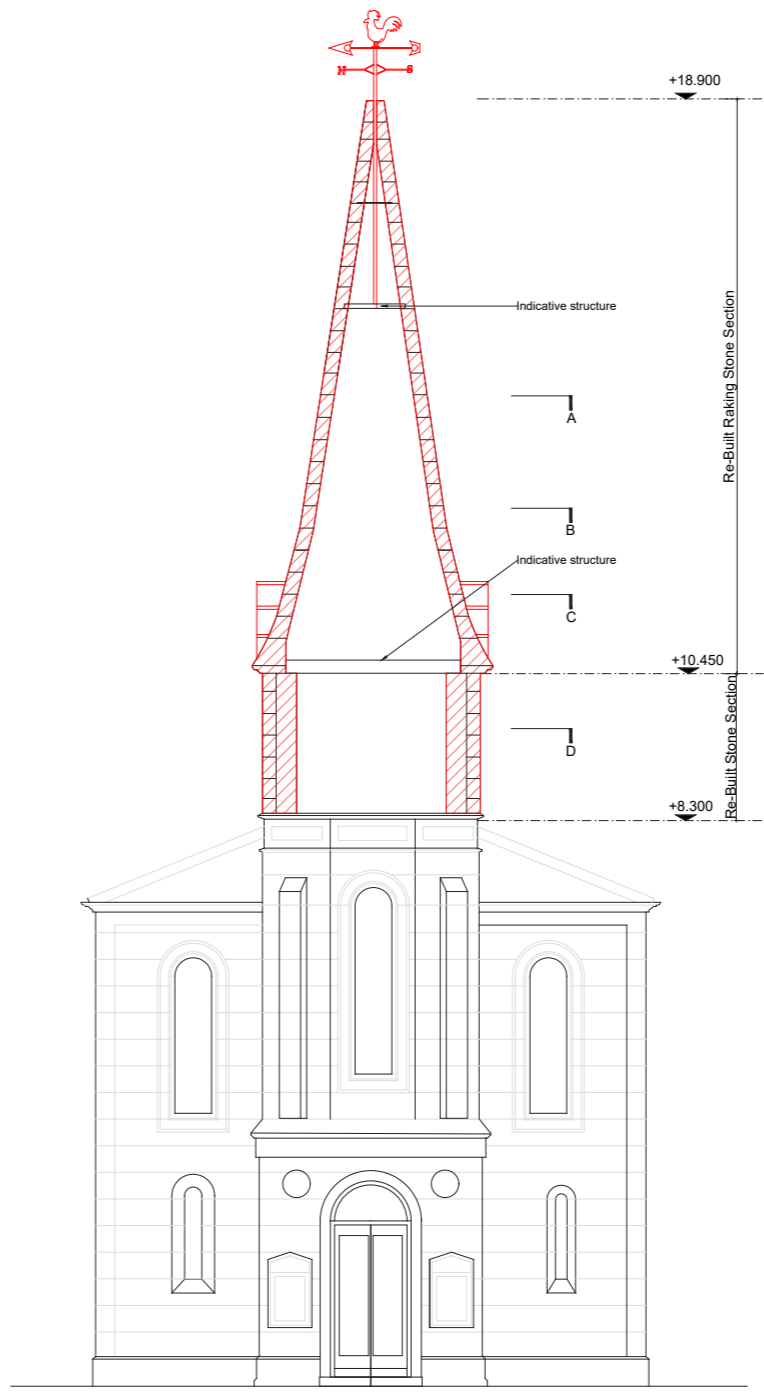 N S
+18.900
Indicative structure
Re-Built Raking Stone Section
A
B
Indicative structure
C
+10.450
Re-Built Stone Section
D
+8.300